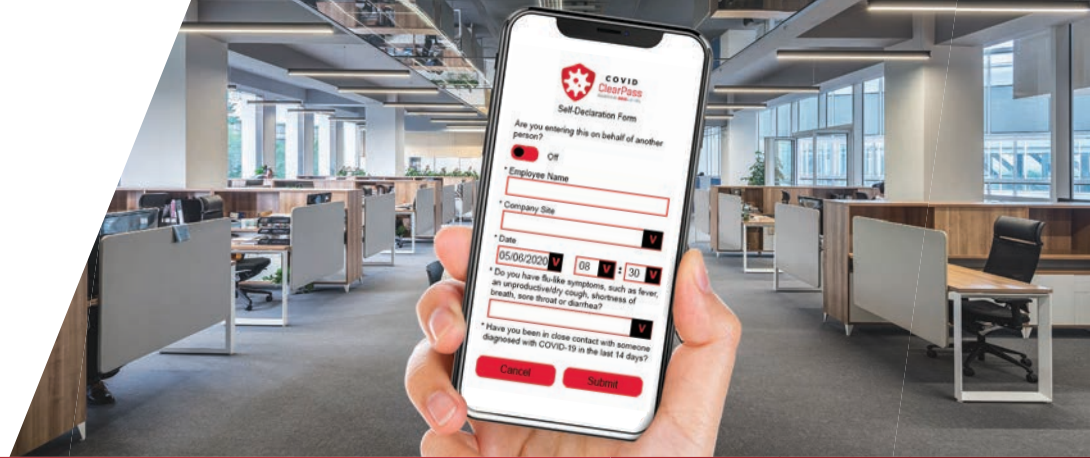 COVID
ClearPass
Self-Declaration Form
Are you entering this on behalf of another
person?
Off
* Employee Name
* Company Site
V
* Date
05/06/2020 V 08 V : 30 V
* Do you have flu-like symptoms, such as fever,
an unproductive/dry cough, shortness of
breath, sore throat or diarrhea?
V
* Have you been in close contact with someone
diagnosed with COVID-19 in the last 14 days?
Cancel Submit